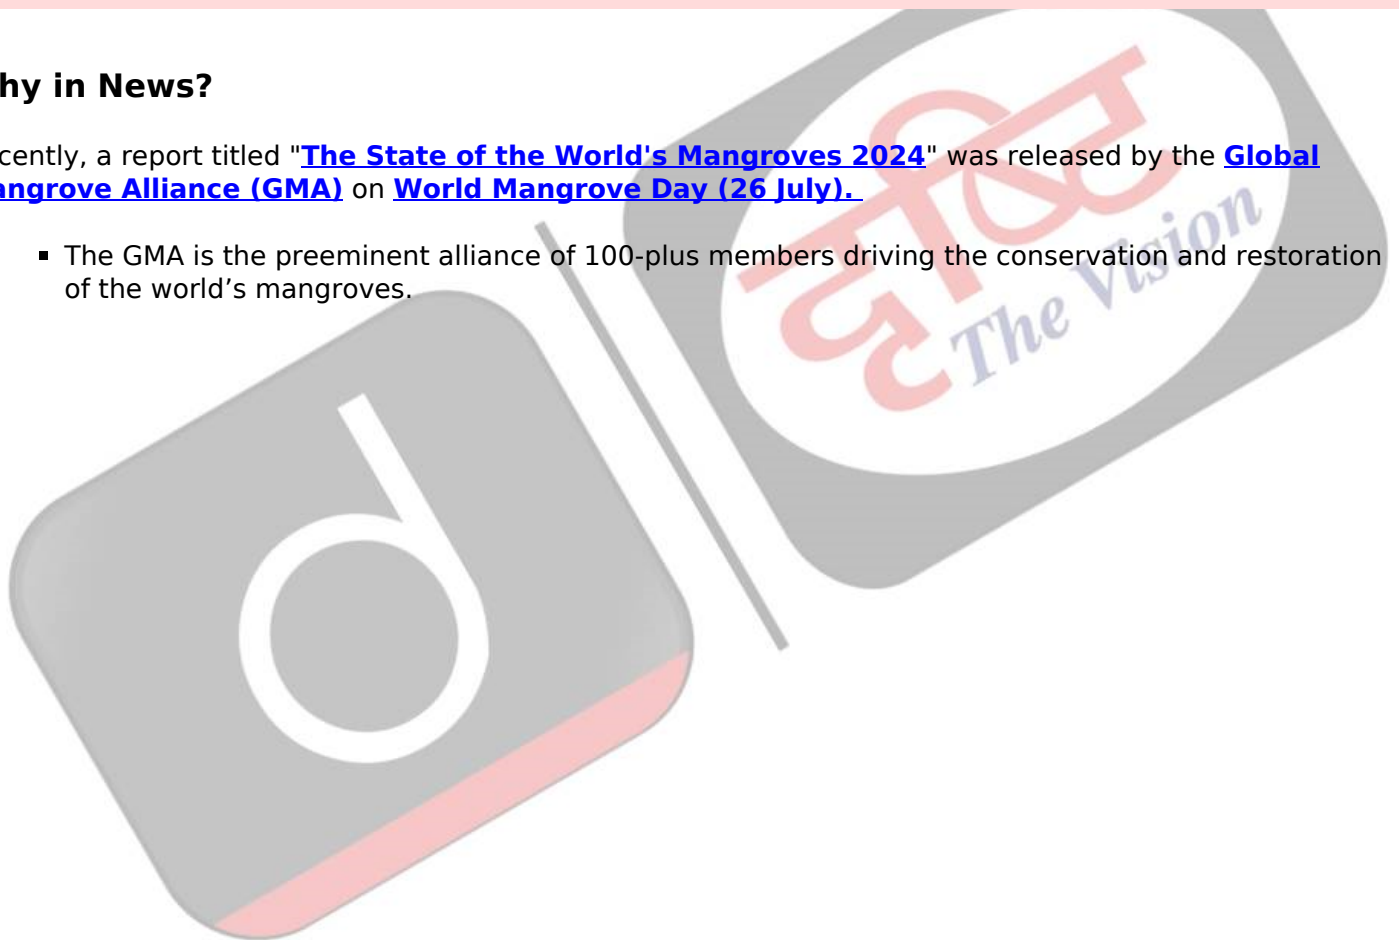 hy in News?
cently, a report titled "The State of the World's Mangroves 2024" was released by the Global
angrove Alliance (GMA) on World Mangrove Day (26 July).
▪ The GMA is the preeminent alliance of 100-plus members driving the conservation and restoration
of the world’s mangroves.
दृष्टि
The Vision
d